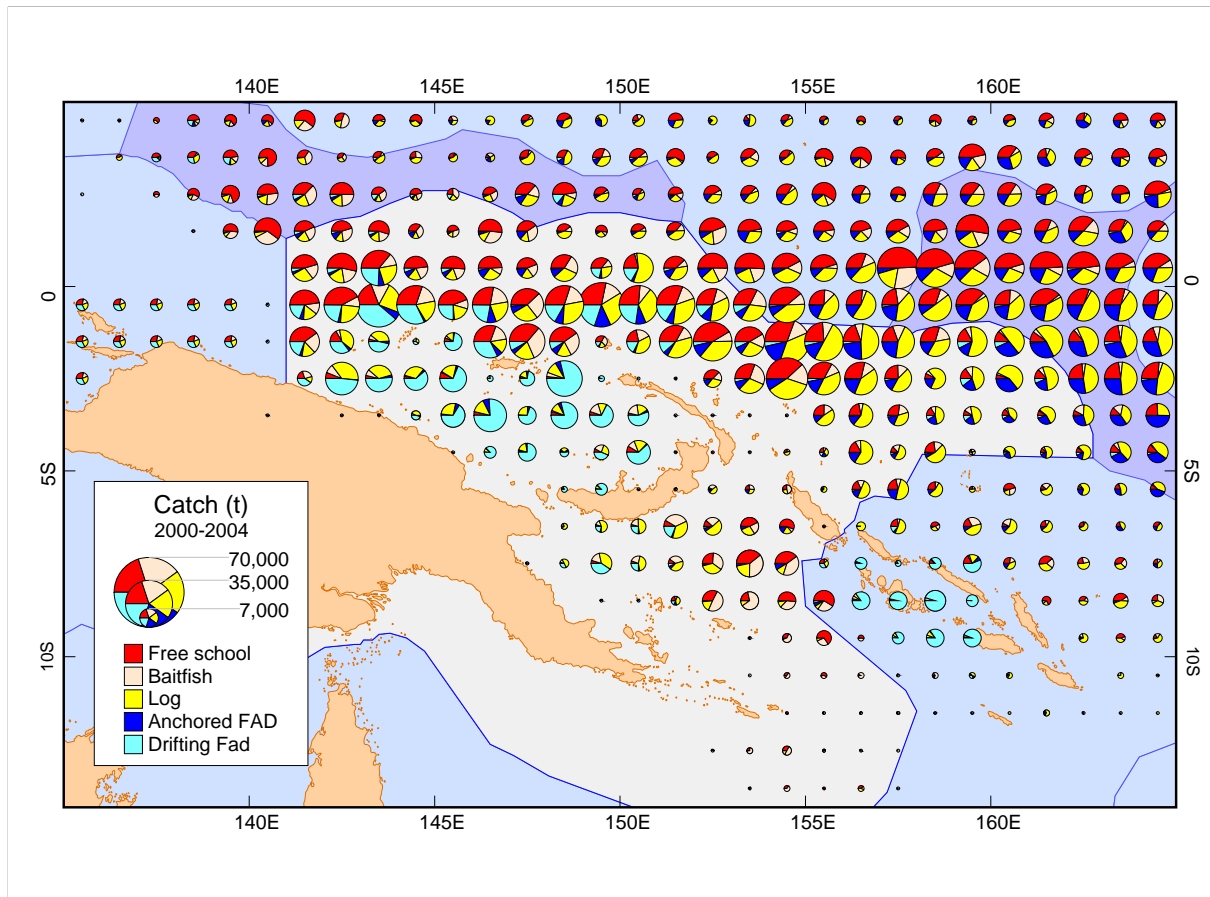 140E 145E 150E 155E 160E
0 0
5S 5S
Catch (t)
2000-2004
70,000
35,000
7,000
Free school
Baitfish
Log
Anchored FAD
Drifting Fad
10S 10S
140E 145E 150E 155E 160E